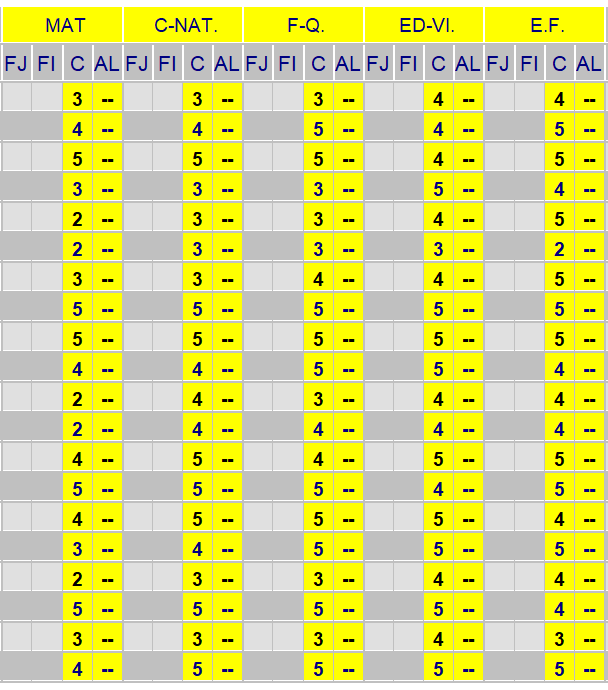 MAT C-NAT. F-Q. ED-VI. E.F.
FJ FI C AL FJ FI C AL FJ FI C AL FJ FI C AL FJ FI C AL
3 -- 3 -- 3 -- 4 -- 4 --
4 -- 4 -- 5 -- 4 -- 5 --
5 -- 5 -- 5 -- 4 -- 5 --
3 -- 3 -- 3 -- 5 -- 4 --
2 -- 3 -- 3 -- 4 -- 5 --
2 -- 3 -- 3 -- 3 -- 2 --
3 -- 3 -- 4 -- 4 -- 5 --
5 -- 5 -- 5 -- 5 -- 5 --
5 -- 5 -- 5 -- 5 -- 5 --
4 -- 4 -- 5 -- 5 -- 4 --
2 -- 4 -- 3 -- 4 -- 4 --
2 -- 4 -- 4 -- 4 -- 4 --
4 -- 5 -- 4 -- 5 -- 5 --
5 -- 5 -- 5 -- 4 -- 5 --
4 -- 5 -- 5 -- 5 -- 4 --
3 -- 4 -- 5 -- 5 -- 5 --
2 -- 3 -- 3 -- 4 -- 4 --
5 -- 5 -- 5 -- 5 -- 4 --
3 -- 3 -- 3 -- 4 -- 3 --
4 -- 5 -- 5 -- 5 -- 5 --